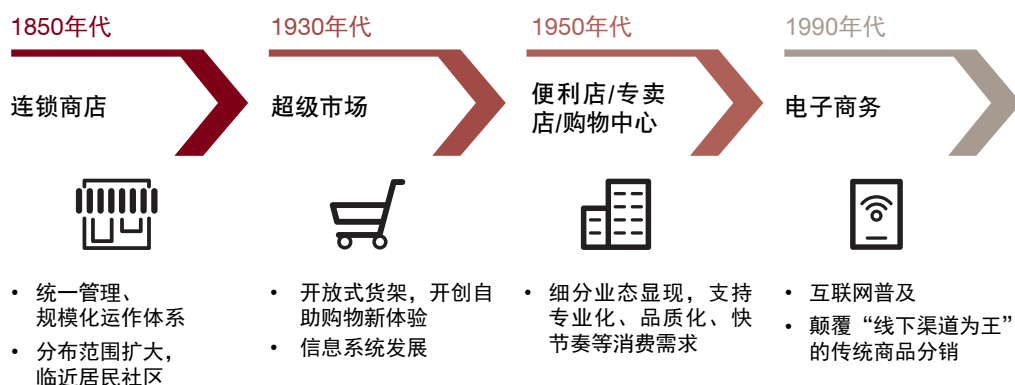 1850年代
连锁商店
• 统一管理、
规模化运作体系
• 分布范围扩大，
临近居民社区
1930年代
超级市场
• 开放式货架，开创自
助购物新体验
• 信息系统发展
1950年代
便利店/专卖
店/购物中心
• 细分业态显现，支持
专业化、品质化、快
节奏等消费需求
1990年代
电子商务
• 互联网普及
• 颠覆“线下渠道为王”
的传统商品分销